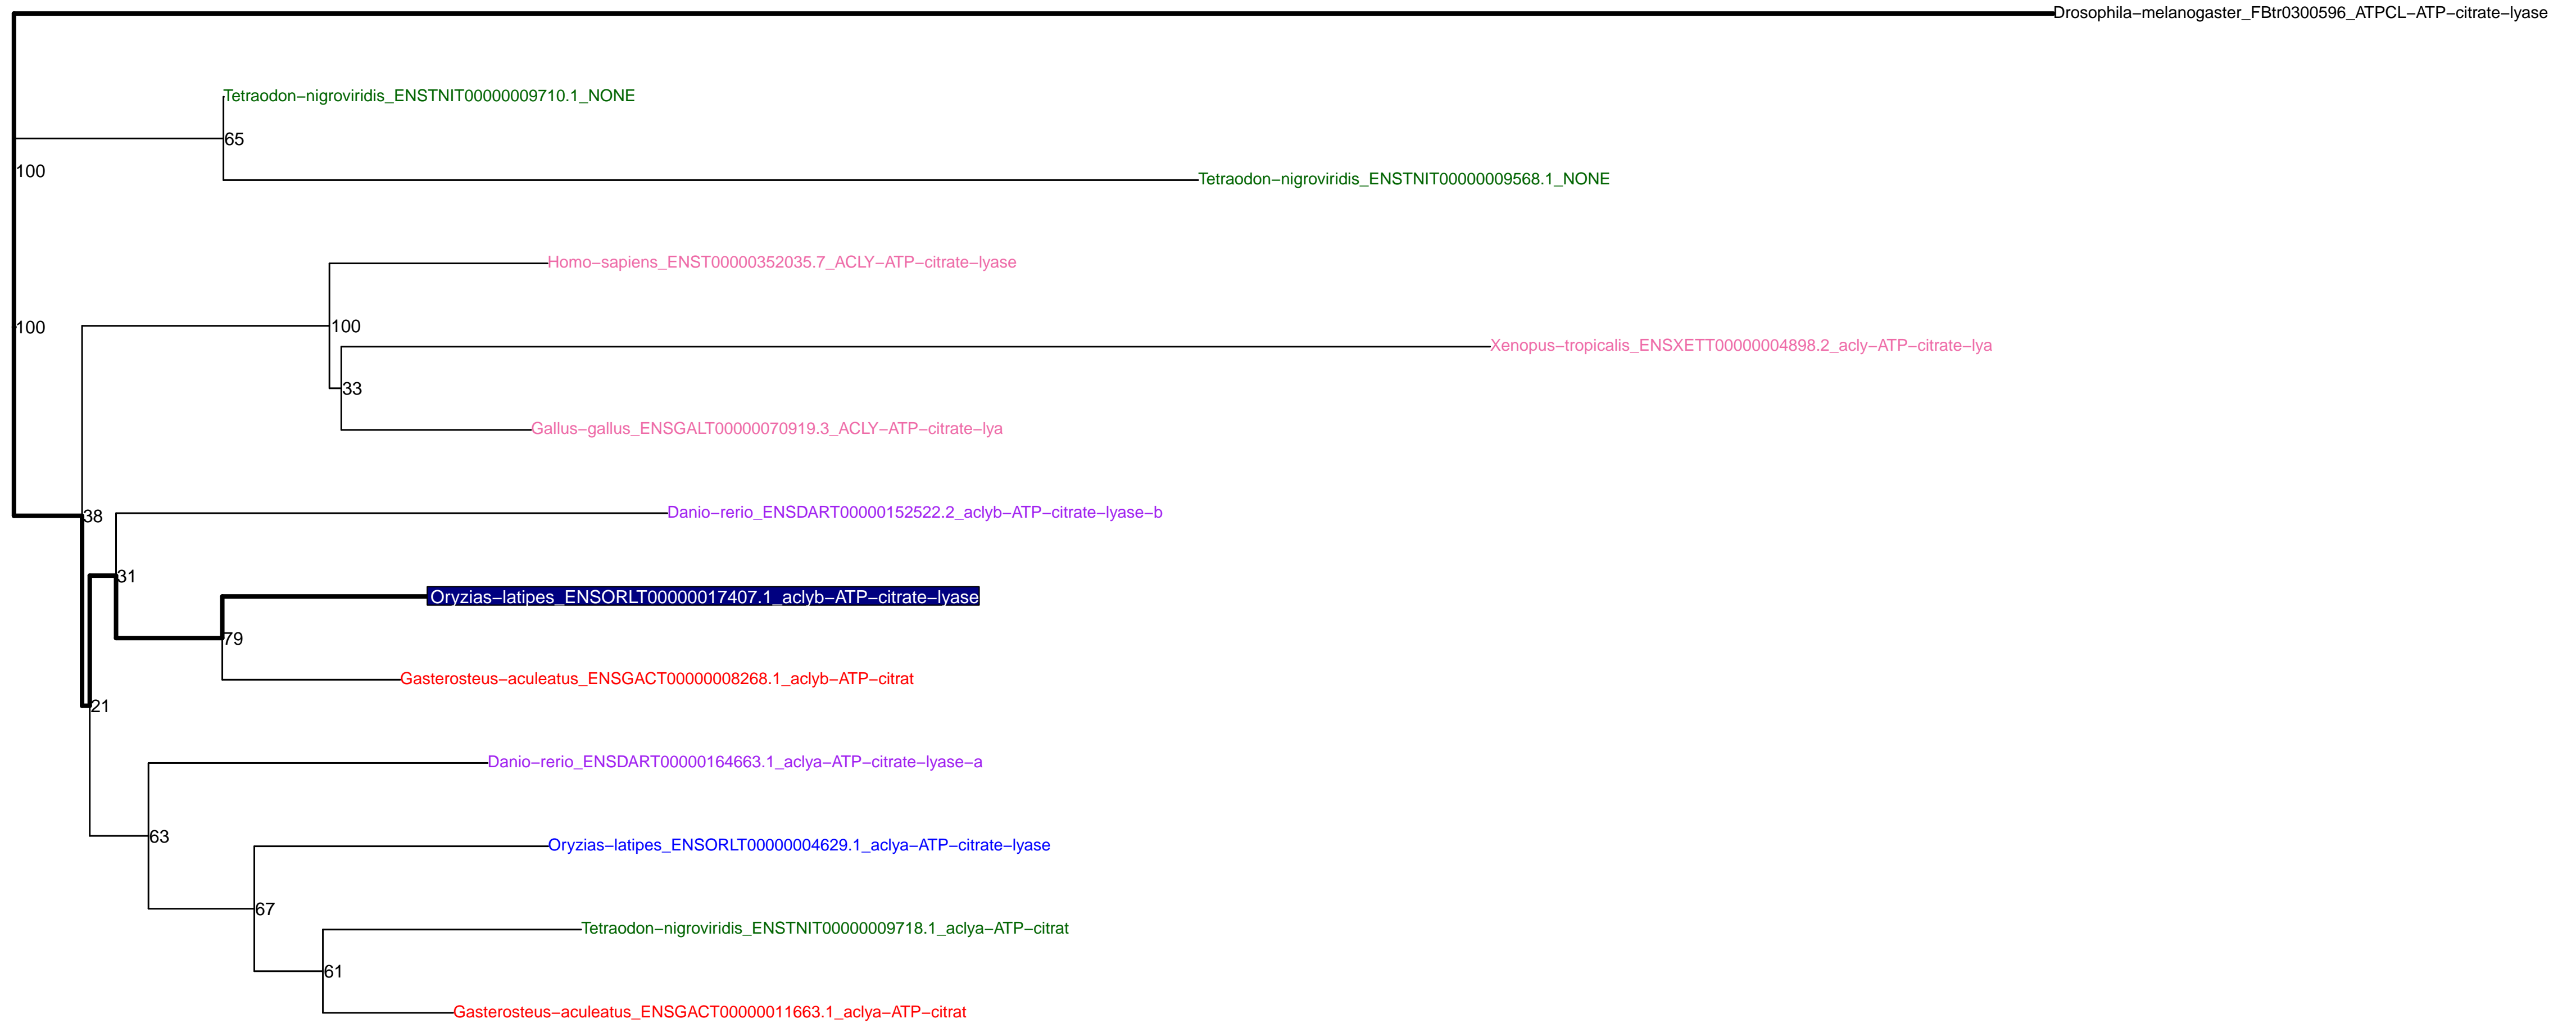 Drosophila−melanogaster_FBtr0300596_ATPCL−ATP−citrate−lyase
Tetraodon−nigroviridis_ENSTNIT00000009710.1_NONE
65
100
Tetraodon−nigroviridis_ENSTNIT00000009568.1_NONE
Homo−sapiens_ENST00000352035.7_ACLY−ATP−citrate−lyase
100
100
Xenopus−tropicalis_ENSXETT00000004898.2_acly−ATP−citrate−lya
33
Gallus−gallus_ENSGALT00000070919.3_ACLY−ATP−citrate−lya
38
Danio−rerio_ENSDART00000152522.2_aclyb−ATP−citrate−lyase−b
31
Oryzias−latipes_ENSORLT00000017407.1_aclyb−ATP−citrate−lyase
79
Gasterosteus−aculeatus_ENSGACT00000008268.1_aclyb−ATP−citrat
21
Danio−rerio_ENSDART00000164663.1_aclya−ATP−citrate−lyase−a
63
Oryzias−latipes_ENSORLT00000004629.1_aclya−ATP−citrate−lyase
67
Tetraodon−nigroviridis_ENSTNIT00000009718.1_aclya−ATP−citrat
61
Gasterosteus−aculeatus_ENSGACT00000011663.1_aclya−ATP−citrat